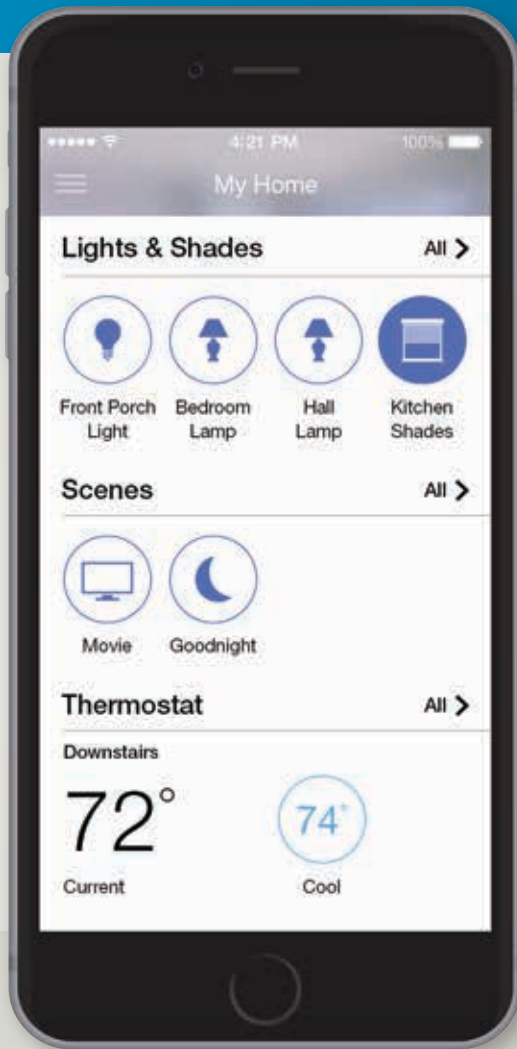 4:21 PM
100%
My Home
Lights & Shades
All
Front Porch
Light
Bedroom
Lamp
Hall
Lamp
Kitchen
Shades
Scenes
All
Movie
Goodnight
Thermostat
All
Downstairs
72°
74°
Current
Cool